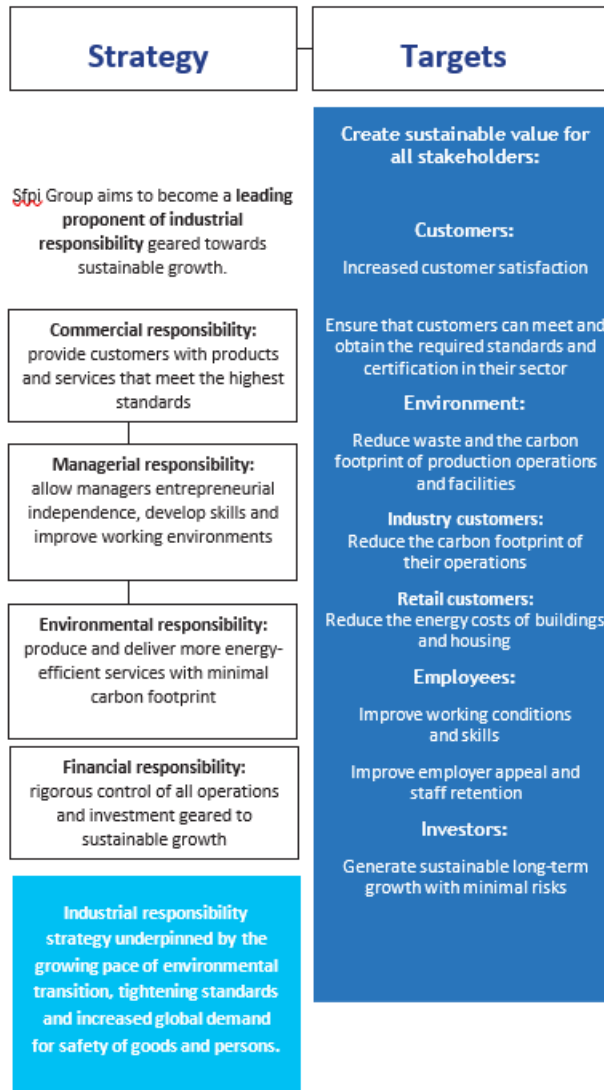 Strategy
Targets
Sfpi Group aims to become a leading
proponent of industrial
responsibility geared towards
sustainable growth.
Commercial responsibility:
provide customers with products
and services that meet the highest
standards
Managerial responsibility:
allow managers entrepreneurial
independence, develop skills and
improve working environments
Environmental responsibility:
produce and deliver more energy-
efficient services with minimal
carbon footprint
Financial responsibility:
rigorous control of all operations
and investment geared to
sustainable growth
Industrial responsibility
strategy underpinned by the
growing pace of environmental
transition, tightening standards
and increased global demand
for safety of goods and persons.
Create sustainable value for
all stakeholders:
Customers:
Increased customer satisfaction
Ensure that customers can meet and
obtain the required standards and
certification in their sector
Environment:
Reduce waste and the carbon
footprint of production operations
and facilities
Industry customers:
Reduce the carbon footprint of
their operations
Retail customers:
Reduce the energy costs of buildings
and housing
Employees:
Improve working conditions
and skills
Improve employer appeal and
staff retention
Investors:
Generate sustainable long-term
growth with minimal risks